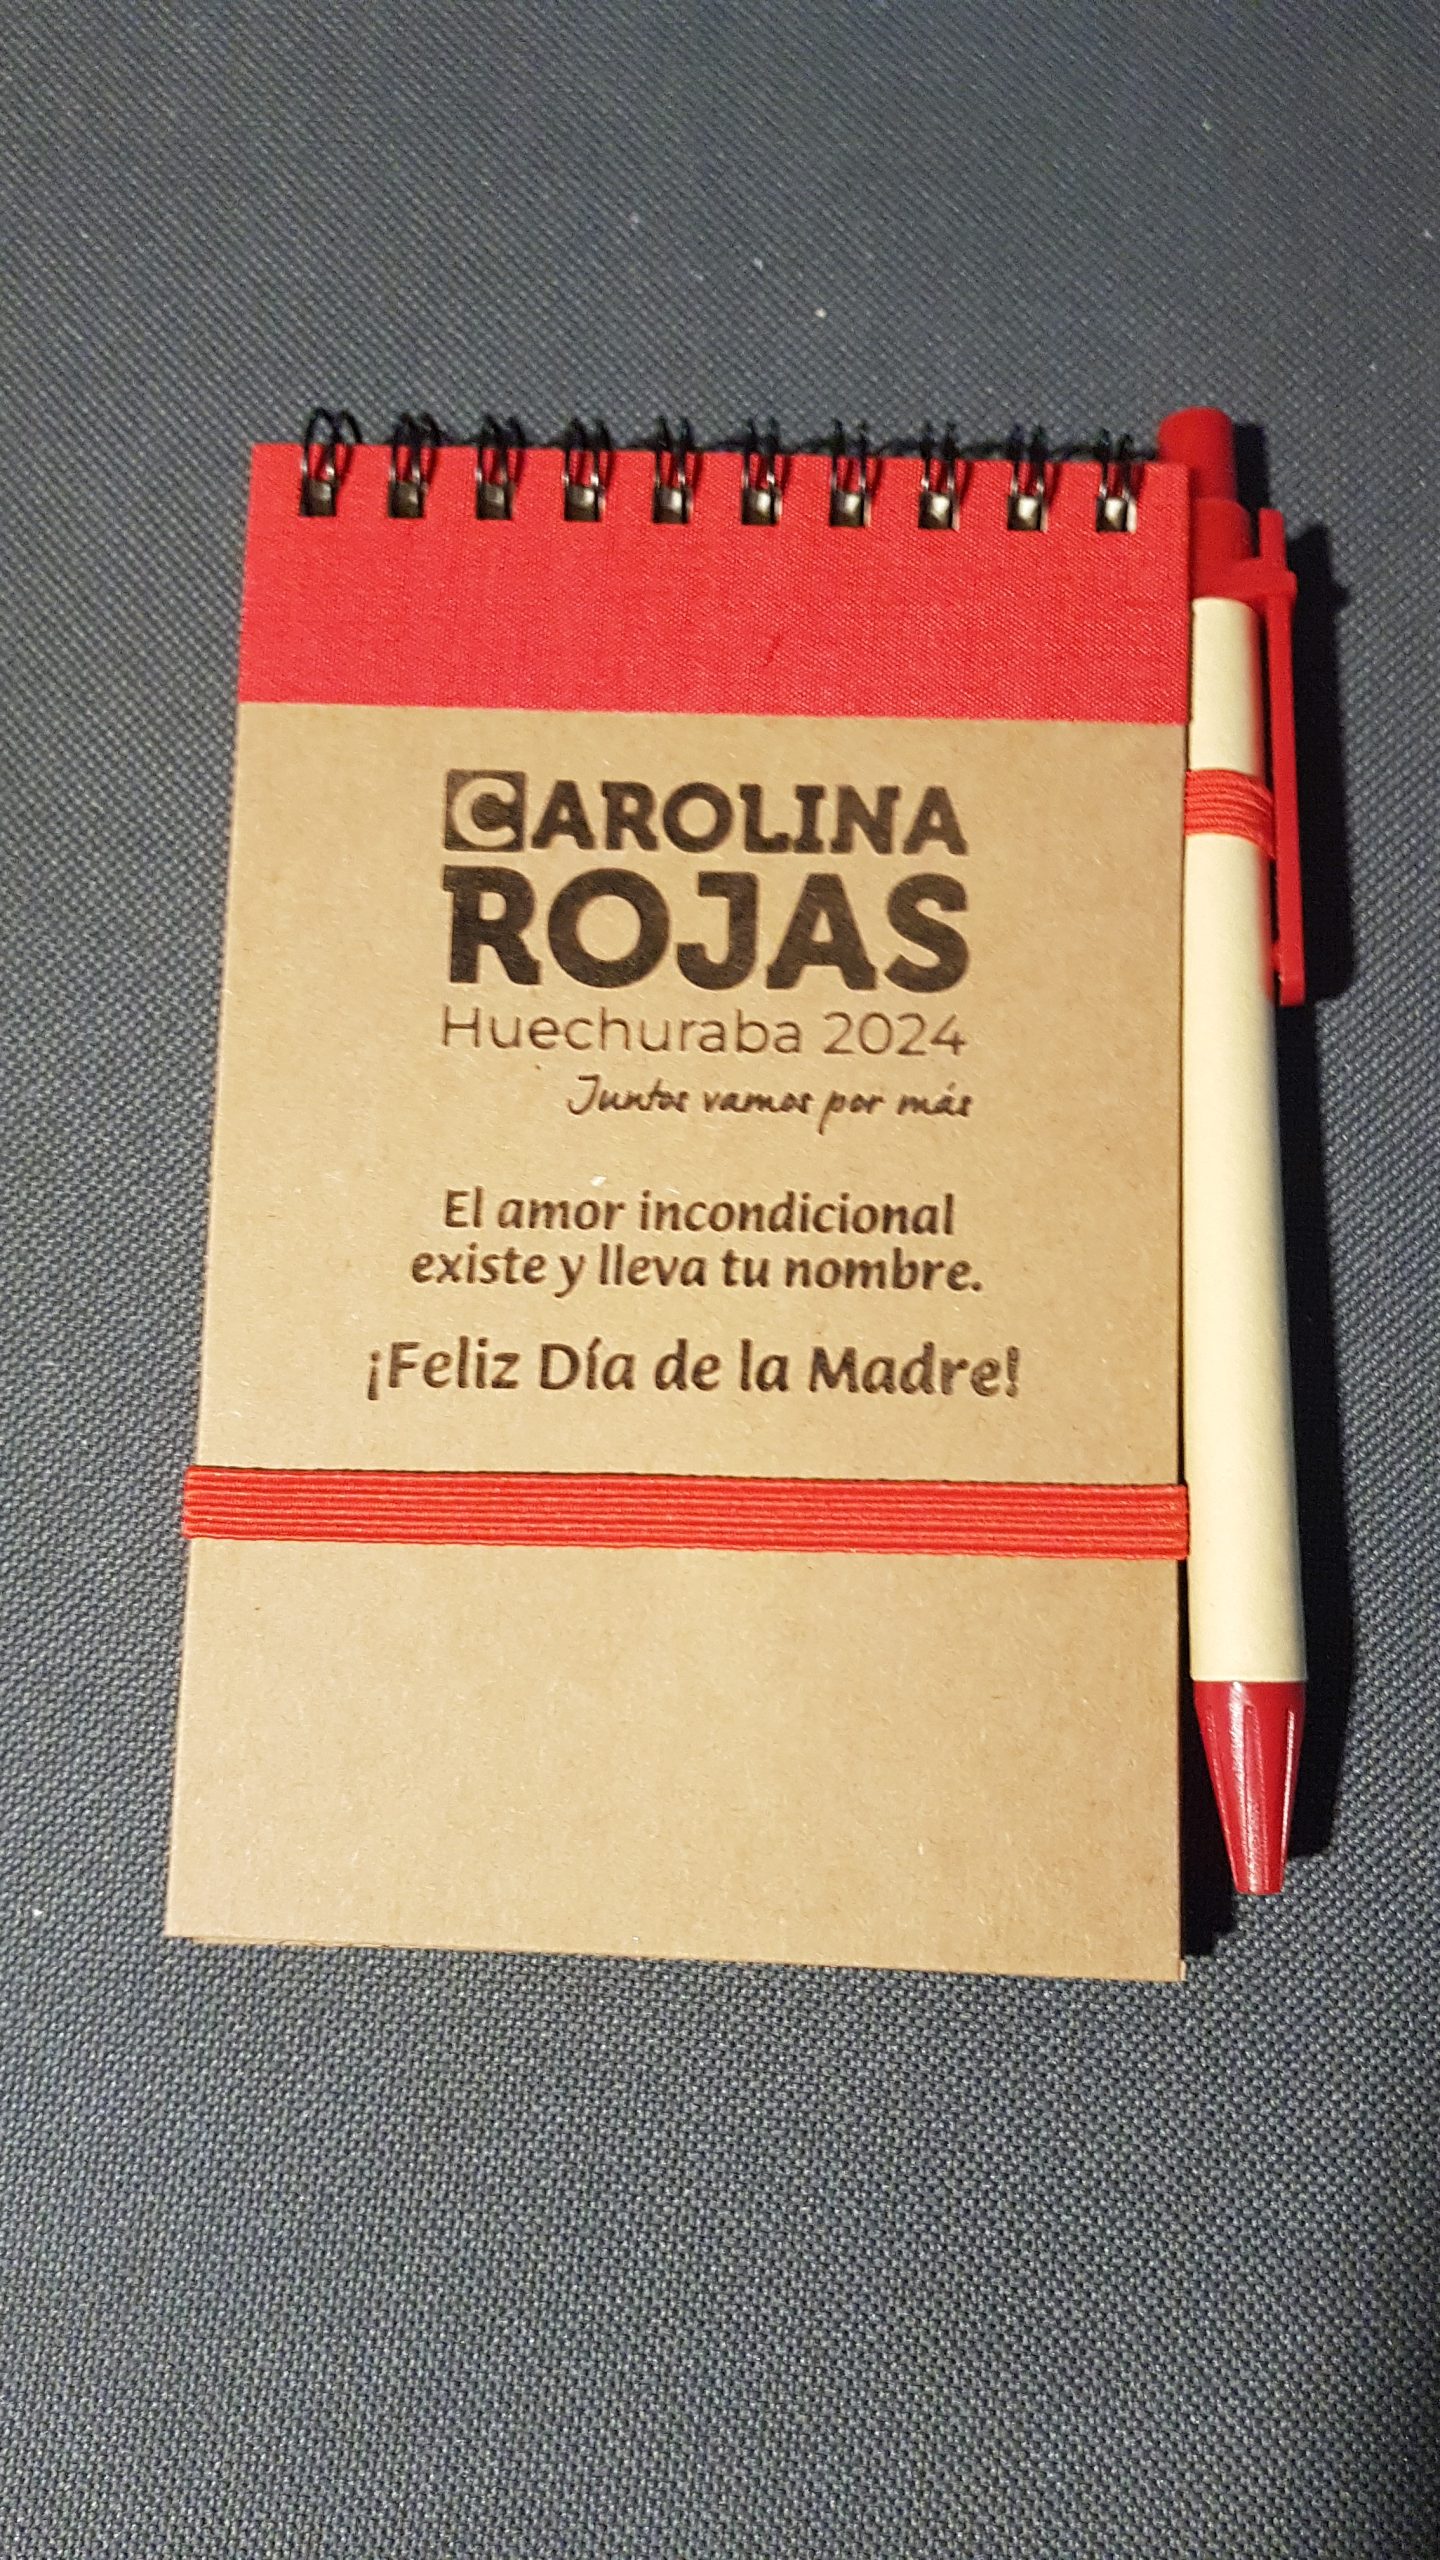 CAROLINA
ROJAS
Huechuraba 2024
Juntos vamos por más
El amor incondicional
existe y lleva tu nombre.
¡Feliz Día de la Madre!